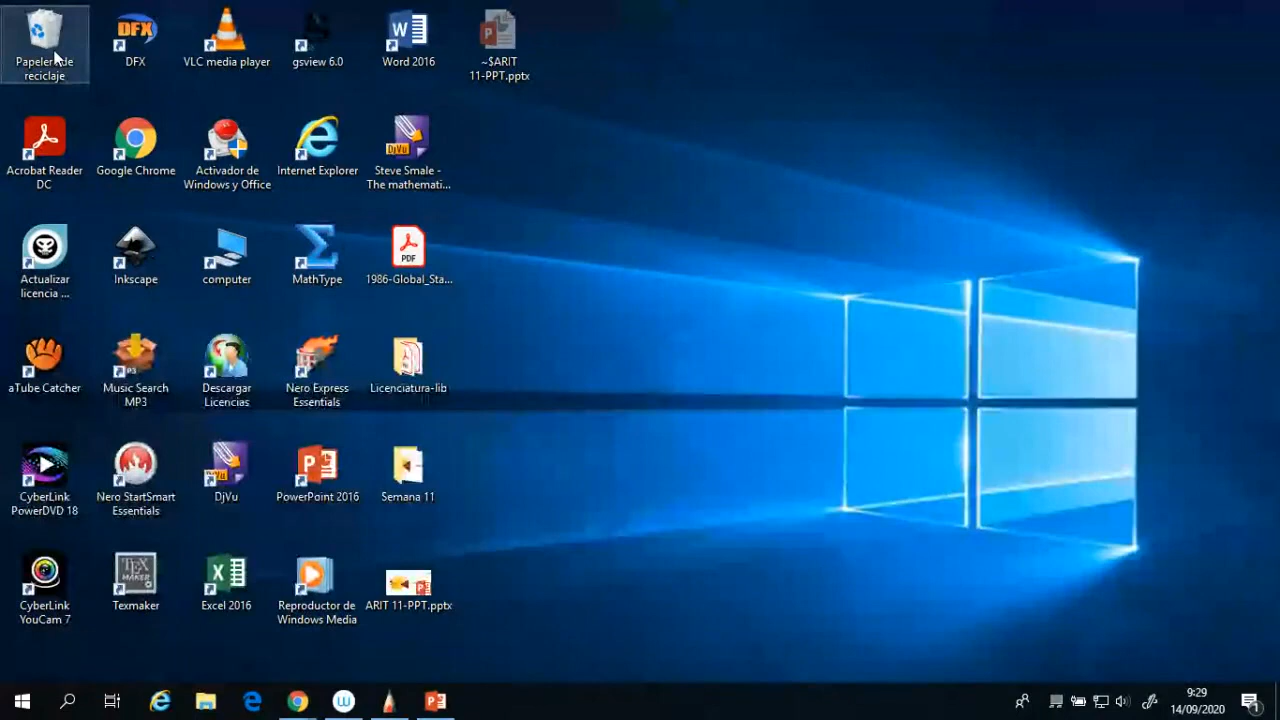 Papelera de
reciclaje
DFX
VLC media player
gsview 6.0
Word 2016
~$ARIT
11-PPT.pptx
Acrobat Reader
DC
Google Chrome
Activador de
Windows y Office
Internet Explorer
Steve Smale -
The mathemati...
Actualizar
licencia ...
Inkscape
computer
MathType
1986-Global_Sta...
aTube Catcher
Music Search
MP3
Descargar
Licencias
Nero Express
Essentials
Licenciatura-lib
CyberLink
PowerDVD 18
Nero StartSmart
Essentials
DjVu
PowerPoint 2016
Semana 11
CyberLink
YouCam 7
Texmaker
Excel 2016
Reproductor de
Windows Media
ARIT 11-PPT.pptx
9:29
14/09/2020